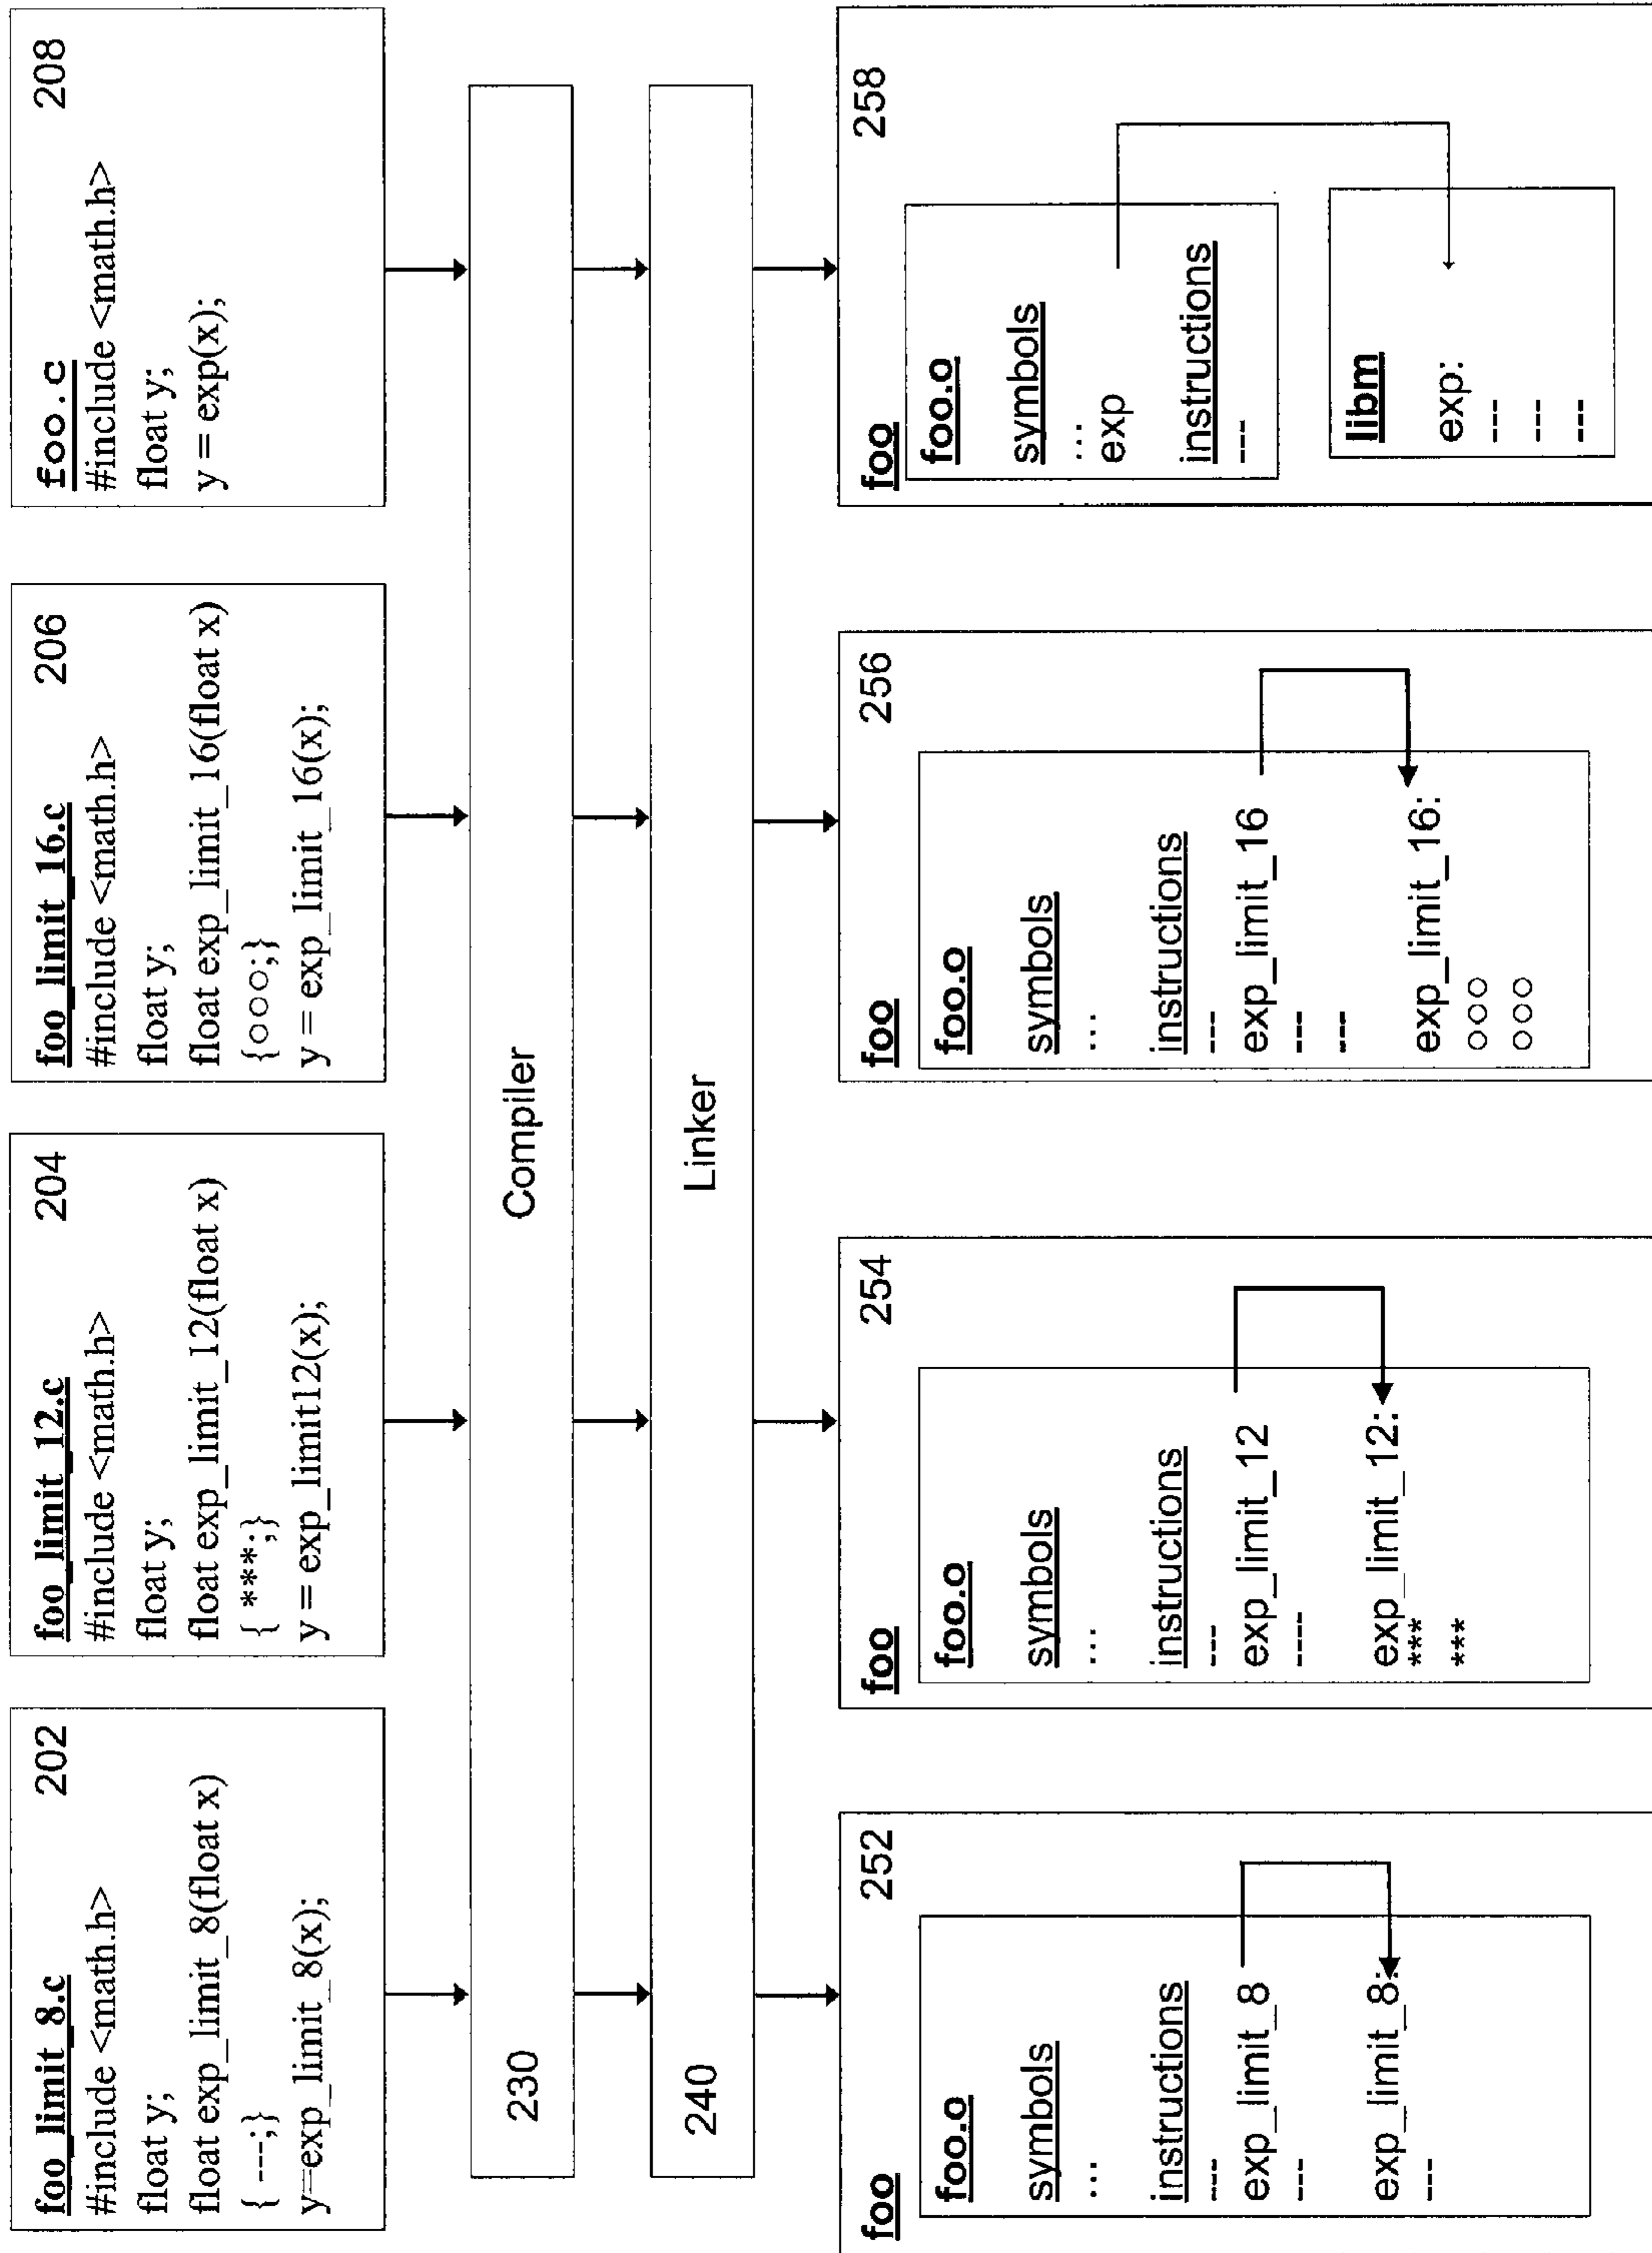 foo_limit_8.c 202
#include <math.h>
float y;
float exp_limit_8(float x)
{ ---;}
y=exp_limit_8(x);
foo_limit_12.c 204
#include <math.h>
float y;
float exp_limit_12(float x)
{ ***;}
y = exp_limit12(x);
foo_limit_16.c 206
#include <math.h>
float y;
float exp_limit_16(float x)
{○○○;}
y = exp_limit_16(x);
foo.c 208
#include <math.h>
float y;
y = exp(x);
230 Compiler
240 Linker
foo 252
foo.o
symbols
...
instructions
---
exp_limit_8
---
exp_limit_8:
---
foo 254
foo.o
symbols
...
instructions
---
exp_limit_12
----
exp_limit_12:
***
***
foo 256
foo.o
symbols
...
instructions
---
exp_limit_16
---
---
exp_limit_16:
○○○
○○○
foo 258
foo.o
symbols
...
exp
instructions
---
libm
exp:
---
---
---